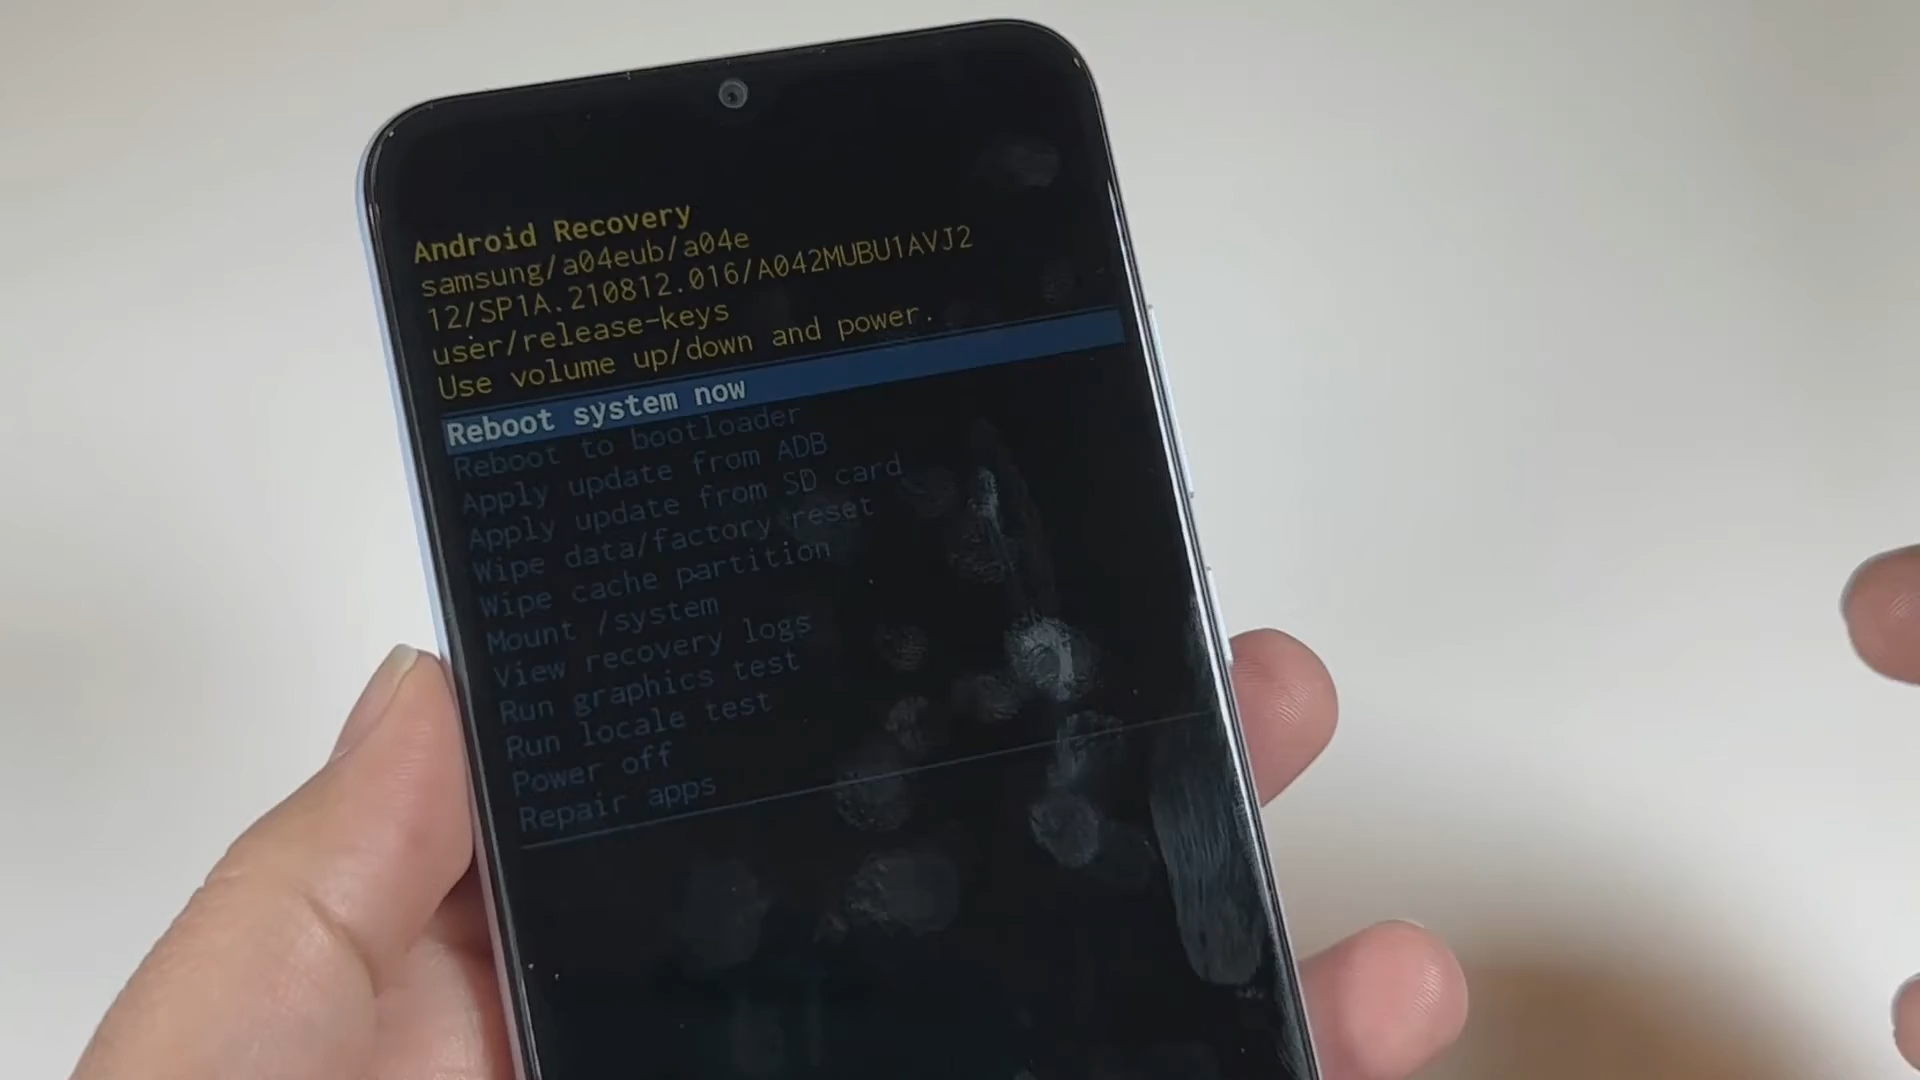 Android Recovery
samsung/a04eub/a04e
12/SP1A.210812.016/A042MUBU1AVJ2
user/release-keys
Use volume up/down and power.
Reboot system now
Reboot to bootloader
Apply update from ADB
Apply update from SD card
Wipe data/factory reset
Wipe cache partition
Mount /system
View recovery logs
Run graphics test
Run locale test
Power off
Repair apps